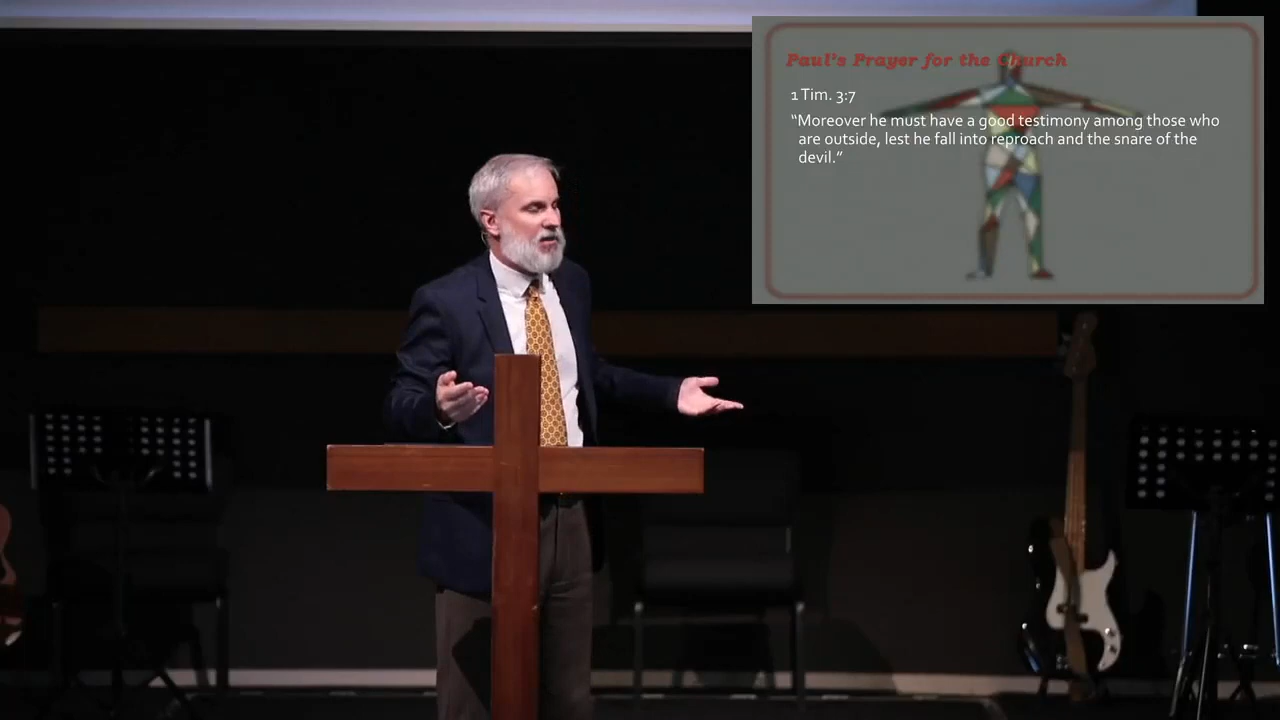 Paul's Prayer for the Church
1 Tim. 3:7
“Moreover he must have a good testimony among those who
are outside, lest he fall into reproach and the snare of the
devil.”